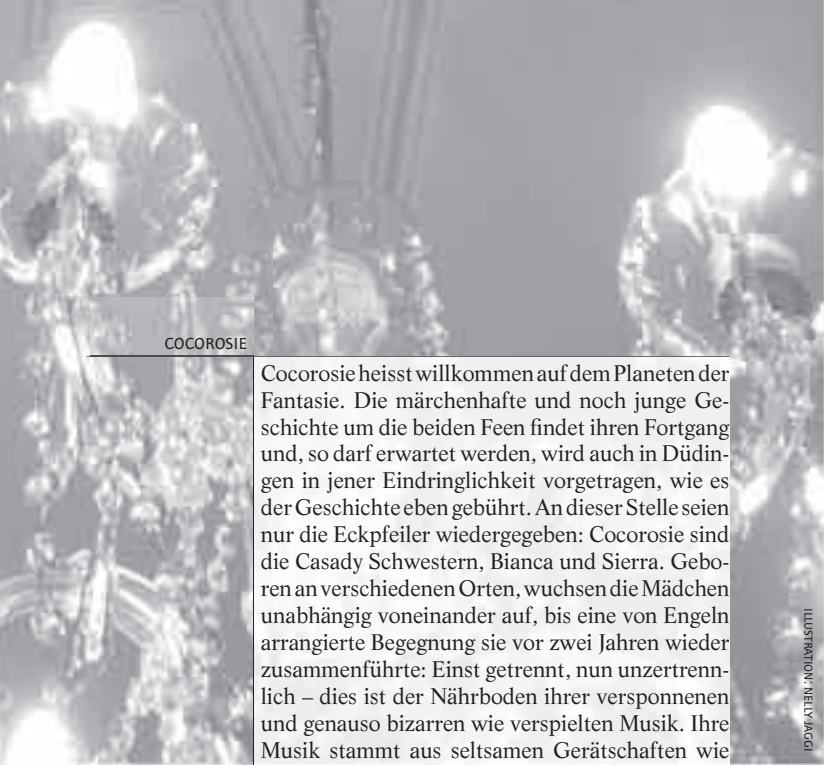 COCOROSIE
Cocorosie heisst willkommen auf dem Planeten der
Fantasie. Die märchenhafte und noch junge Ge-
schichte um die beiden Feen findet ihren Fortgang
und, so darf erwartet werden, wird auch in Düdin-
gen in jener Eindringlichkeit vorgetragen, wie es
der Geschichte eben gebührt. An dieser Stelle seien
nur die Eckpfeiler wiedergegeben: Cocorosie sind
die Casady Schwestern, Bianca und Sierra. Gebo-
ren an verschiedenen Orten, wuchsen die Mädchen
unabhängig voneinander auf, bis eine von Engeln
arrangierte Begegnung sie vor zwei Jahren wieder
zusammenführte: Einst getrennt, nun unzertrenn-
lich – dies ist der Nährboden ihrer versponnenen
und genauso bizarren wie verspielten Musik. Ihre
Musik stammt aus seltsamen Gerätschaften wie
ILLUSTRATION: NELLY JAGGI